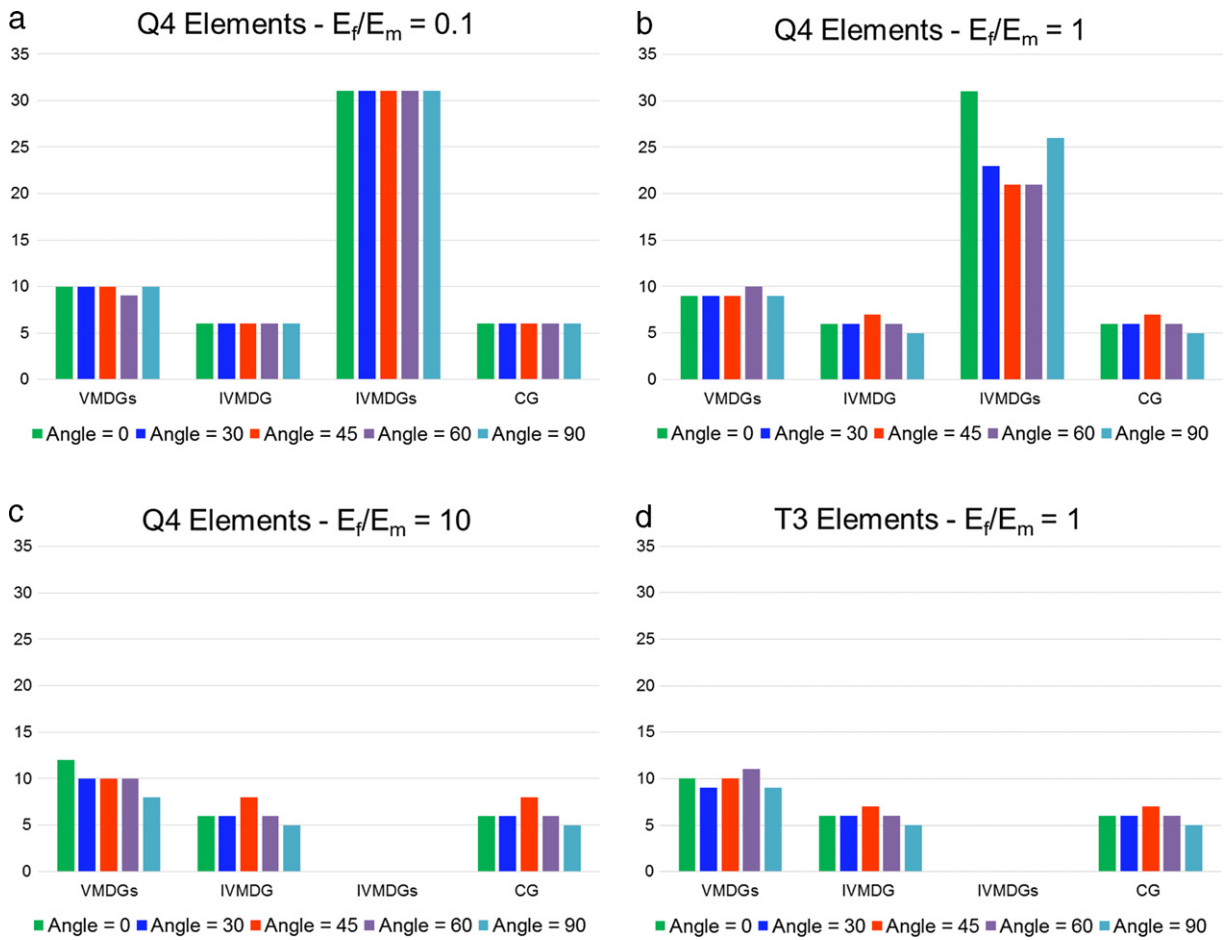 a
Q4 Elements - Ef/Em = 0.1
35
30
25
20
15
10
5
0
VMDGs IVMDG IVMDGs CG
Angle = 0 Angle = 30 Angle = 45 Angle = 60 Angle = 90
b
Q4 Elements - Ef/Em = 1
35
30
25
20
15
10
5
0
VMDGs IVMDG IVMDGs CG
Angle = 0 Angle = 30 Angle = 45 Angle = 60 Angle = 90
c
Q4 Elements - Ef/Em = 10
35
30
25
20
15
10
5
0
VMDGs IVMDG IVMDGs CG
Angle = 0 Angle = 30 Angle = 45 Angle = 60 Angle = 90
d
T3 Elements - Ef/Em = 1
35
30
25
20
15
10
5
0
VMDGs IVMDG IVMDGs CG
Angle = 0 Angle = 30 Angle = 45 Angle = 60 Angle = 90